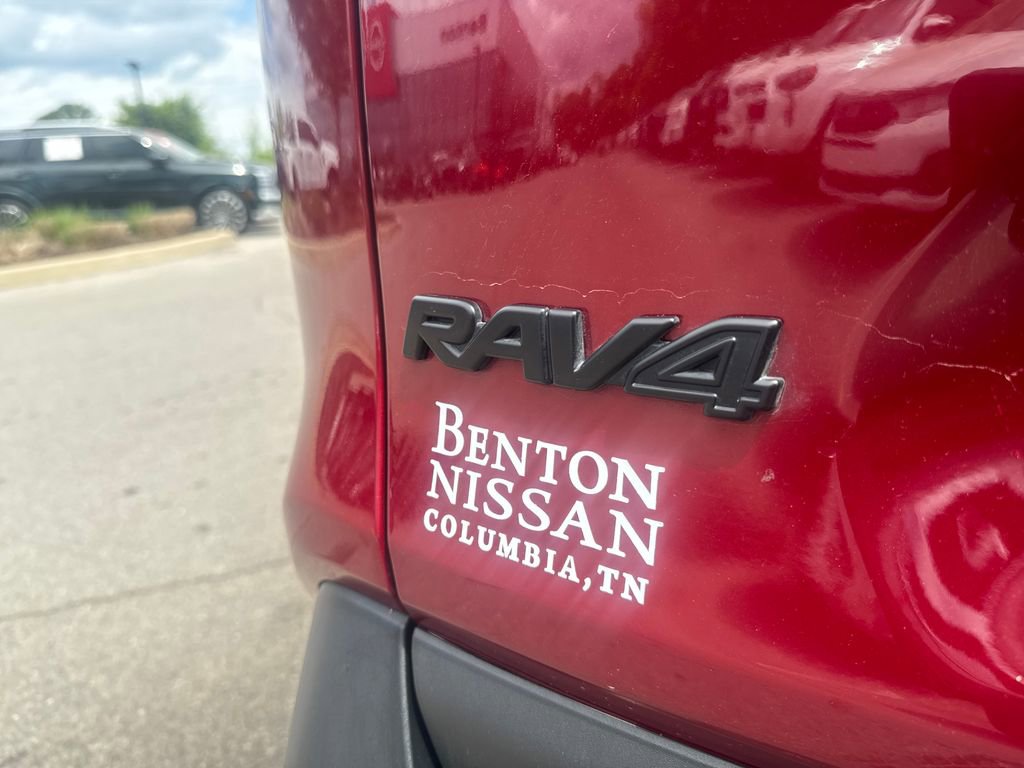 RAV4
BENTON
NISSAN
COLUMBIA, TN